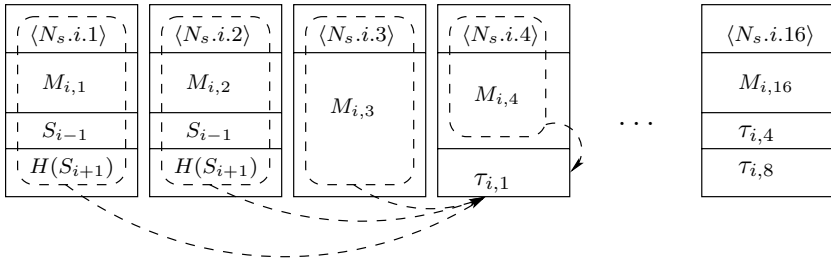 ⟨N_s.i.1⟩ ⟨N_s.i.2⟩ ⟨N_s.i.3⟩ ⟨N_s.i.4⟩ ⟨N_s.i.16⟩
M_{i,1} M_{i,2} M_{i,3} M_{i,4} ... M_{i,16}
S_{i−1} S_{i−1} τ_{i,4}
H(S_{i+1}) H(S_{i+1}) τ_{i,1} τ_{i,8}